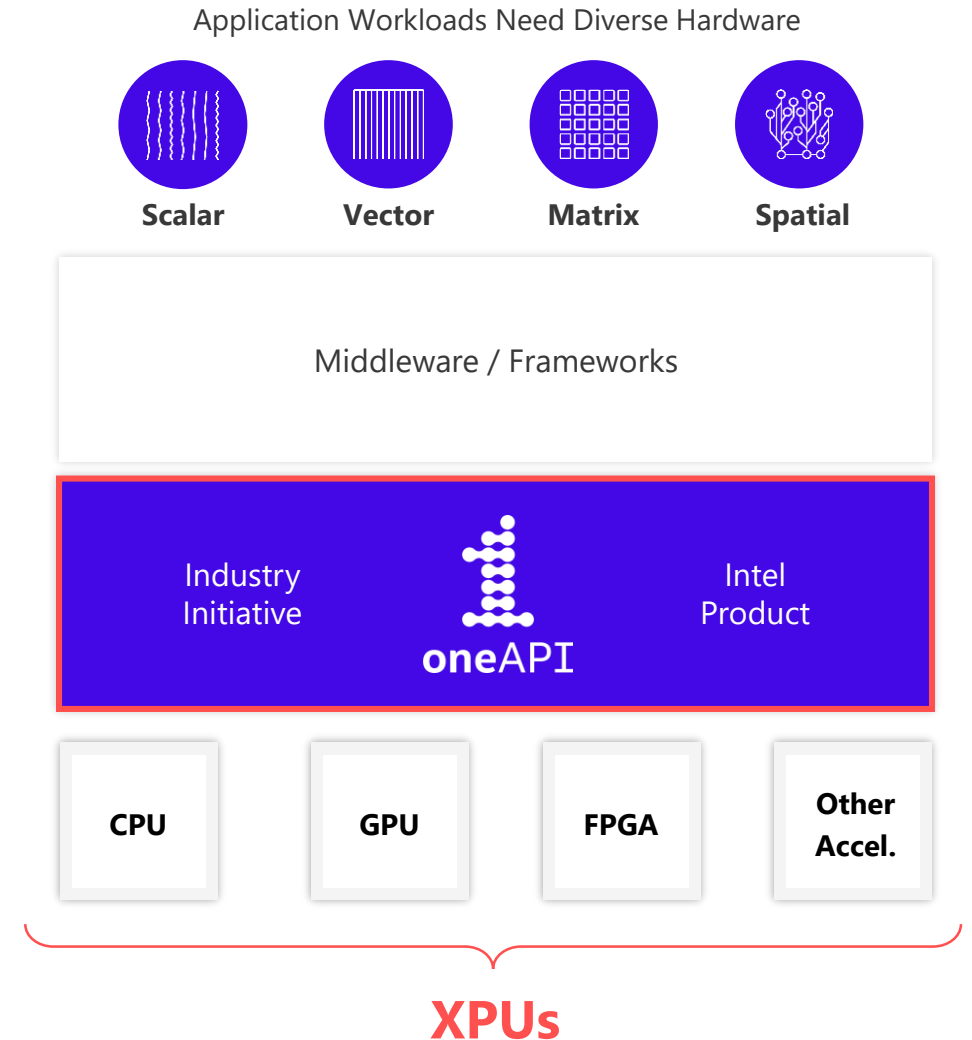 Application Workloads Need Diverse Hardware
Scalar Vector Matrix Spatial
Middleware / Frameworks
Industry
Initiative
oneAPI
Intel
Product
CPU
GPU
FPGA
Other
Accel.
XPUs